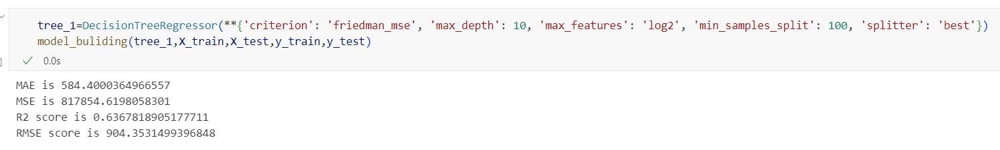 tree_1=DecisionTreeRegressor(**{'criterion': 'friedman_mse', 'max_depth': 10, 'max_features': 'log2', 'min_samples_split': 100, 'splitter': 'best'})
model_buliding(tree_1,X_train,X_test,y_train,y_test)
0.0s
MAE is 584.4000364966557
MSE is 817854.6198058301
R2 score is 0.6367818905177711
RMSE score is 904.3531499396848